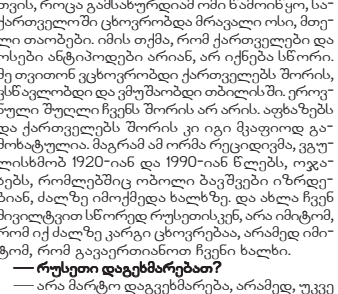 თვის, როცა გამსახურდიამ ომი წამოიწყო, სა-
ქართველოში ცხოვრობდა მრავალი ოსი, მთე-
ლი თაობები. იმის თქმა, რომ ქართველები და
ოსები ანტიპოდები არიან, არ იქნება სწორი.
მე თვითონ ვცხოვრობდი ქართველებს შორის,
ვსწავლობდი და ვმუშაობდი თბილისში. ეროვ-
ნული შუღლი ჩვენს შორის არ არის. აფხაზებს
და ქართველებს შორის კი იგი მკაფიოდ გა-
მოხატულია. მაგრამ ამ ორმა რეციდივმა, ვგუ-
ლისხმობ 1920-იან და 1990-იან წლებს, ოჯა-
ხებს, რომლებშიც ობოლი ბავშვები იზრდე-
ბიან, ძალზე იმოქმედა ხალხზე. და ახლა ჩვენ
მივილტვით სწორედ რუსეთისკენ, არა იმიტომ,
რომ იქ ძალზე კარგი ცხოვრებაა, არამედ იმი-
ტომ, რომ გავაერთიანოთ ჩვენი ხალხი.
— რუსეთი დაგეხმარებათ?
— არა მარტო დაგვეხმარება, არამედ, უკვე